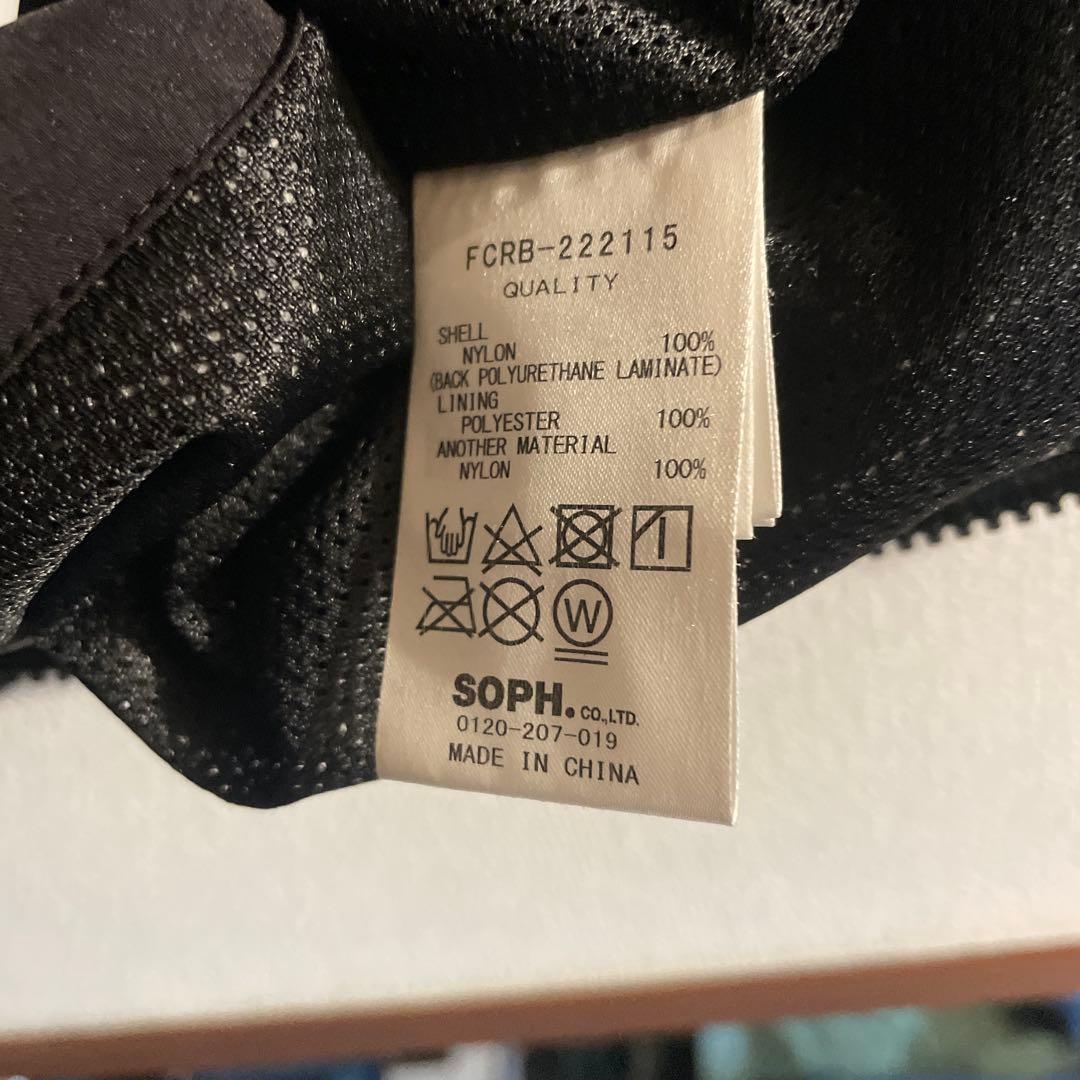 FCRB-222115
QUALITY
SHELL
NYLON 100%
(BACK POLYURETHANE LAMINATE)
LINING
POLYESTER 100%
ANOTHER MATERIAL
NYLON 100%
W
SOPH. CO.,LTD.
0120-207-019
MADE IN CHINA